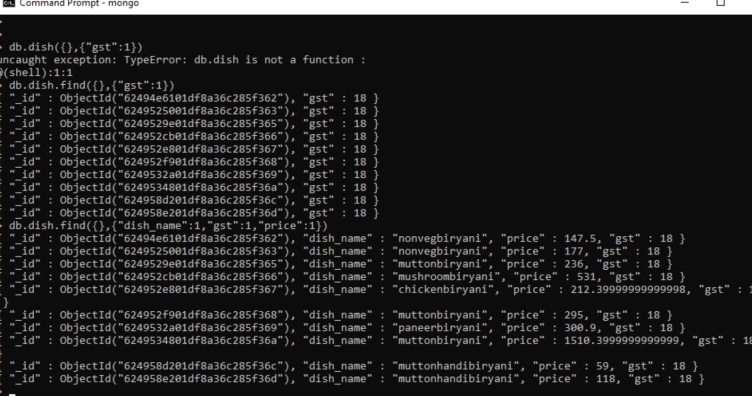 Command Prompt - mongo
>
>
> db.dish({},{"gst":1})
uncaught exception: TypeError: db.dish is not a function :
@(shell):1:1
> db.dish.find({},{"gst":1})
"_id" : ObjectId("62494e6101df8a36c285f362"), "gst" : 18 }
"_id" : ObjectId("6249525001df8a36c285f363"), "gst" : 18 }
"_id" : ObjectId("6249529e01df8a36c285f365"), "gst" : 18 }
"_id" : ObjectId("624952cb01df8a36c285f366"), "gst" : 18 }
"_id" : ObjectId("624952e801df8a36c285f367"), "gst" : 18 }
"_id" : ObjectId("624952f901df8a36c285f368"), "gst" : 18 }
"_id" : ObjectId("6249532a01df8a36c285f369"), "gst" : 18 }
"_id" : ObjectId("6249534801df8a36c285f36a"), "gst" : 18 }
"_id" : ObjectId("624958d201df8a36c285f36c"), "gst" : 18 }
"_id" : ObjectId("624958e201df8a36c285f36d"), "gst" : 18 }
> db.dish.find({},{"dish_name":1,"gst":1,"price":1})
"_id" : ObjectId("62494e6101df8a36c285f362"), "dish_name" : "nonvegbiryani", "price" : 147.5, "gst" : 18 }
"_id" : ObjectId("6249525001df8a36c285f363"), "dish_name" : "nonvegbiryani", "price" : 177, "gst" : 18 }
"_id" : ObjectId("6249529e01df8a36c285f365"), "dish_name" : "muttonbiryani", "price" : 236, "gst" : 18 }
"_id" : ObjectId("624952cb01df8a36c285f366"), "dish_name" : "mushroombiryani", "price" : 531, "gst" : 18 }
"_id" : ObjectId("624952e801df8a36c285f367"), "dish_name" : "chickenbiryani", "price" : 212.39999999999998, "gst" : 1
}
"_id" : ObjectId("624952f901df8a36c285f368"), "dish_name" : "muttonbiryani", "price" : 295, "gst" : 18 }
"_id" : ObjectId("6249532a01df8a36c285f369"), "dish_name" : "paneerbiryani", "price" : 300.9, "gst" : 18 }
"_id" : ObjectId("6249534801df8a36c285f36a"), "dish_name" : "muttonbiryani", "price" : 1510.3999999999999, "gst" : 18
"_id" : ObjectId("624958d201df8a36c285f36c"), "dish_name" : "muttonhandibiryani", "price" : 59, "gst" : 18 }
"_id" : ObjectId("624958e201df8a36c285f36d"), "dish_name" : "muttonhandibiryani", "price" : 118, "gst" : 18 }